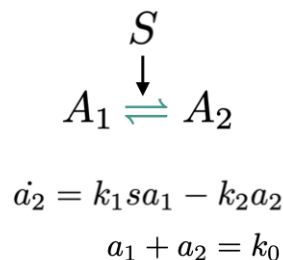 S
A₁ ⇌ A₂
ȧ₂ = k₁sa₁ − k₂a₂
a₁ + a₂ = k₀